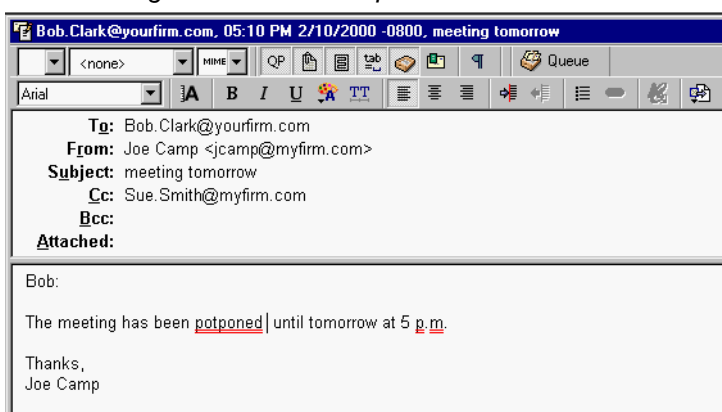 Bob.Clark@yourfirm.com, 05:10 PM 2/10/2000 -0800, meeting tomorrow
<none> MIME QP tab Queue
Arial A B I U A TT
To: Bob.Clark@yourfirm.com
From: Joe Camp <jcamp@myfirm.com>
Subject: meeting tomorrow
Cc: Sue.Smith@myfirm.com
Bcc:
Attached:
Bob:
The meeting has been potponed until tomorrow at 5 p.m.
Thanks,
Joe Camp